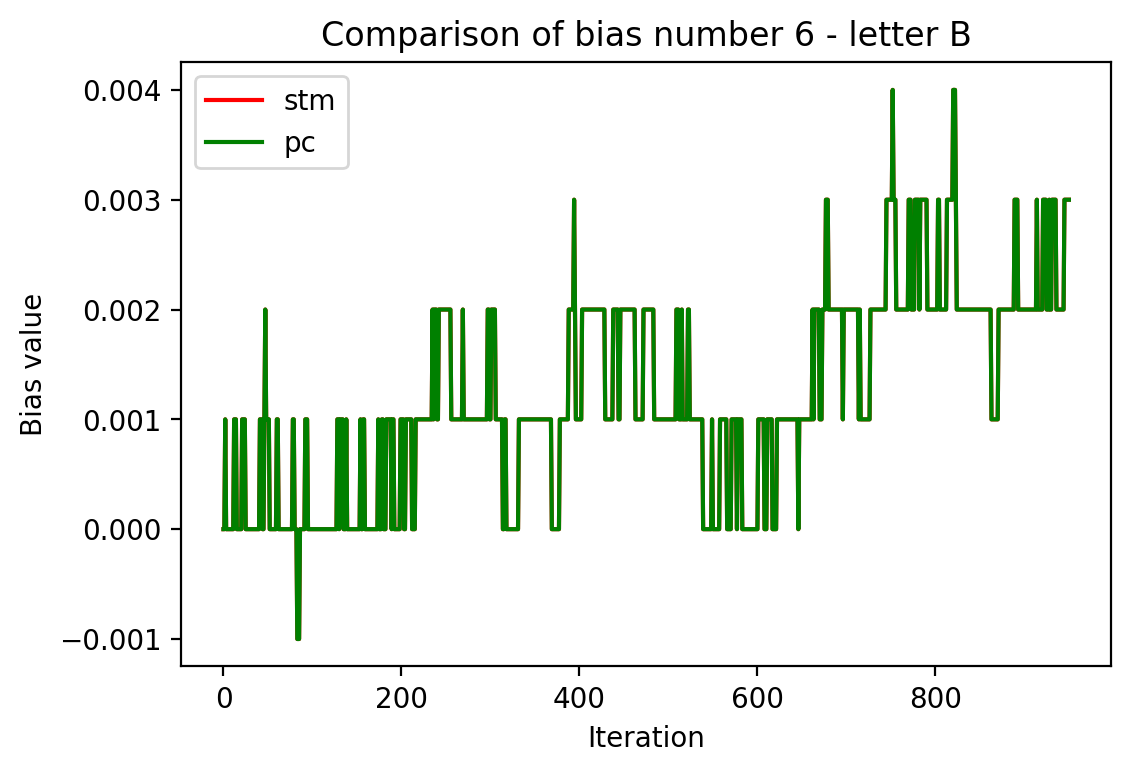 Comparison of bias number 6 - letter B
stm
pc
0.004
0.003
0.002
0.001
0.000
−0.001
Bias value
0
200
400
600
800
Iteration